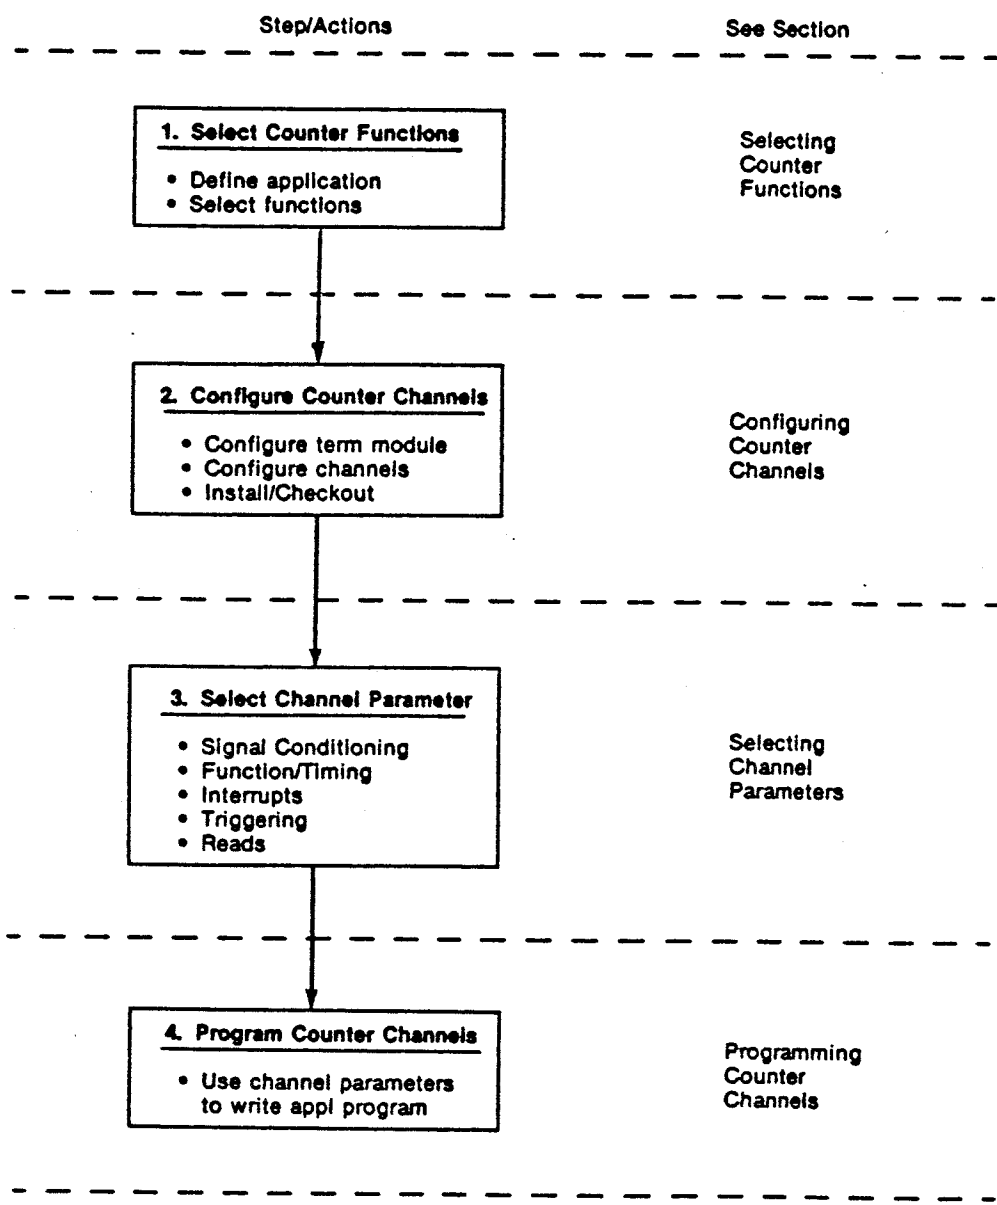 Step/Actions
See Section
1. Select Counter Functions
• Define application
• Select functions
Selecting
Counter
Functions
2. Configure Counter Channels
• Configure term module
• Configure channels
• Install/Checkout
Configuring
Counter
Channels
3. Select Channel Parameter
• Signal Conditioning
• Function/Timing
• Interrupts
• Triggering
• Reads
Selecting
Channel
Parameters
4. Program Counter Channels
• Use channel parameters
to write appl program
Programming
Counter
Channels